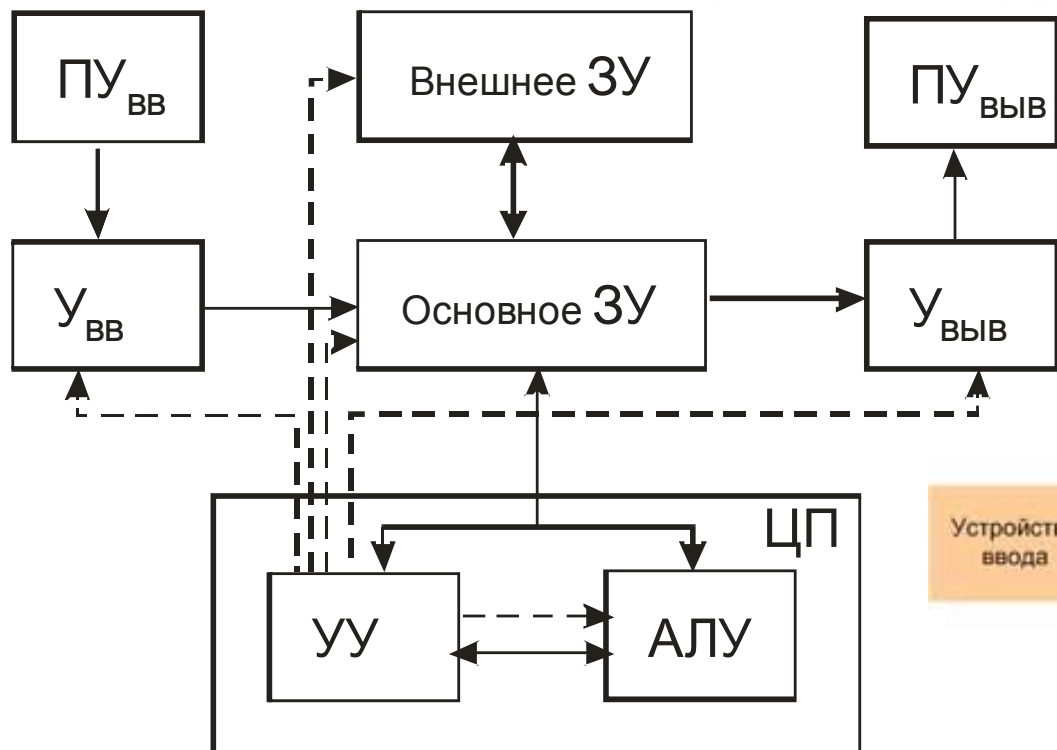 ПУвв
Внешнее ЗУ
ПУвыв
Увв
Основное ЗУ
Увыв
ЦП
УУ
АЛУ
ввода